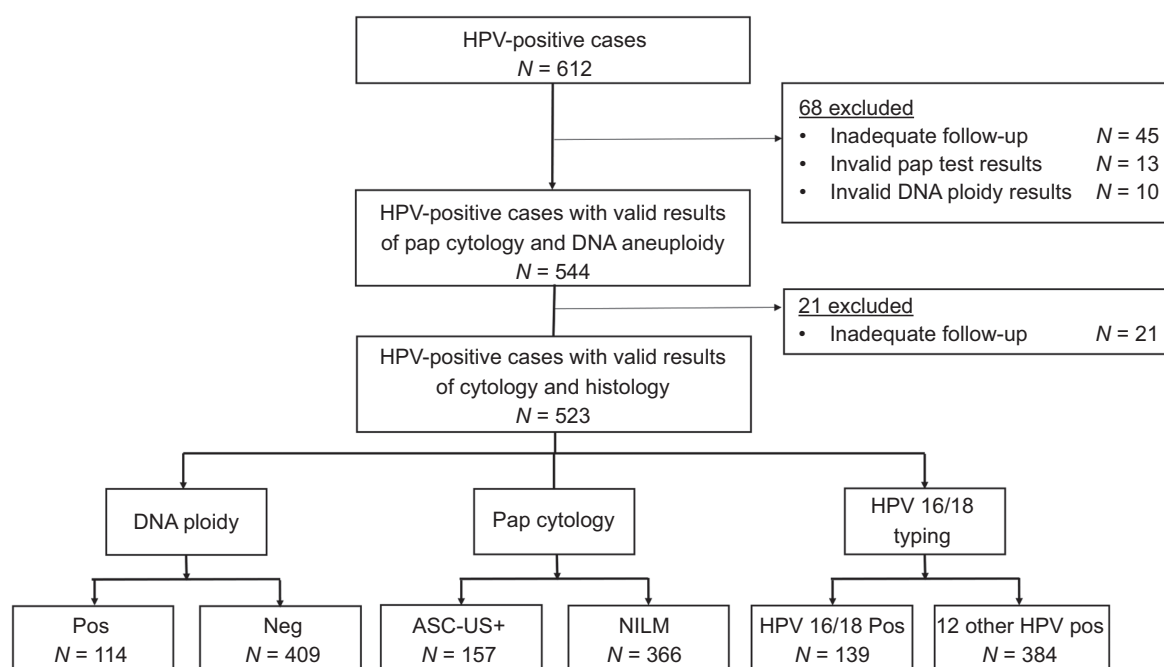 HPV-positive cases
N = 612
68 excluded
• Inadequate follow-up N = 45
• Invalid pap test results N = 13
• Invalid DNA ploidy results N = 10
HPV-positive cases with valid results
of pap cytology and DNA aneuploidy
N = 544
21 excluded
• Inadequate follow-up N = 21
HPV-positive cases with valid results
of cytology and histology
N = 523
DNA ploidy
Pap cytology
HPV 16/18
typing
Pos
N = 114
Neg
N = 409
ASC-US+
N = 157
NILM
N = 366
HPV 16/18 Pos
N = 139
12 other HPV pos
N = 384